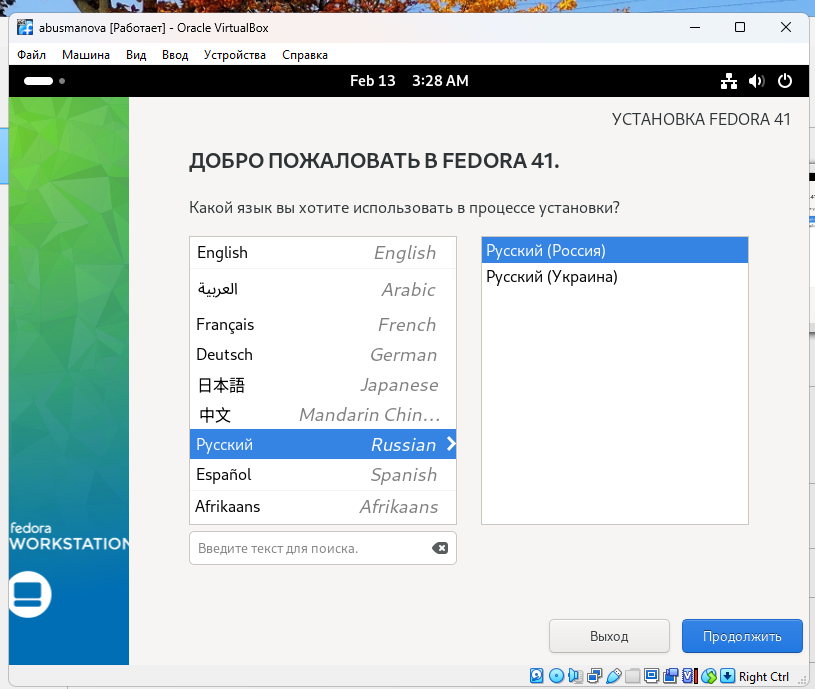 abusmanova [Работает] - Oracle VirtualBox
Файл Машина Вид Ввод Устройства Справка
Feb 13 3:28 AM
УСТАНОВКА FEDORA 41
ДОБРО ПОЖАЛОВАТЬ В FEDORA 41.
Какой язык вы хотите использовать в процессе установки?
English English
العربية Arabic
Français French
Deutsch German
日本語 Japanese
中文 Mandarin Chin...
Русский Russian
Español Spanish
Afrikaans Afrikaans
Введите текст для поиска.
Русский (Россия)
Русский (Украина)
fedora
WORKSTATION
Выход Продолжить
Right Ctrl